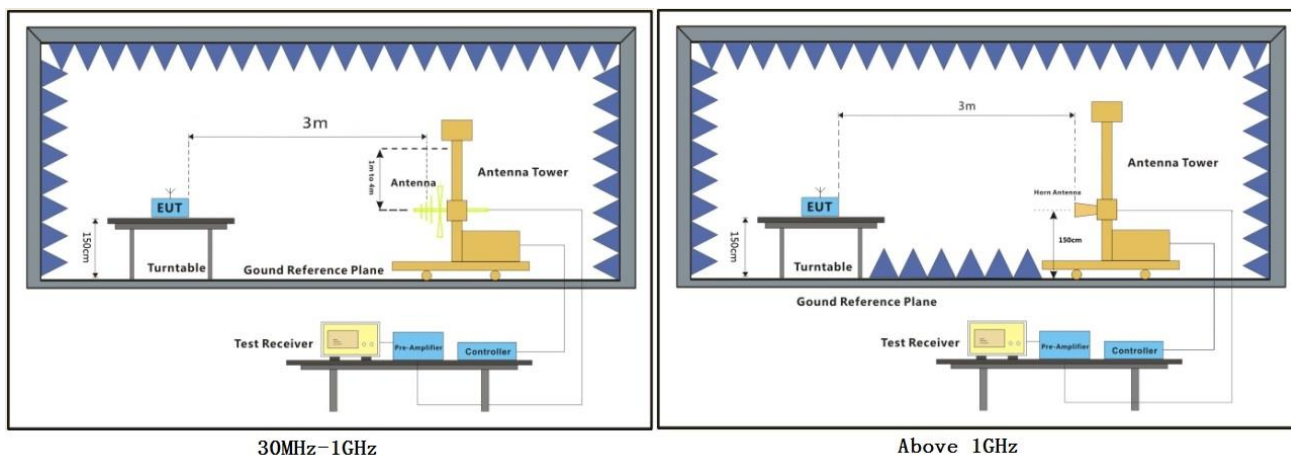 3m
1m to 4m
Antenna
Antenna Tower
EUT
150cm
Turntable
Gound Reference Plane
Test Receiver
Pre-Amplifier
Controller
30MHz-1GHz
3m
Antenna Tower
Horn Antenna
EUT
150cm
150cm
Turntable
Gound Reference Plane
Test Receiver
Pre-Amplifier
Controller
Above 1GHz